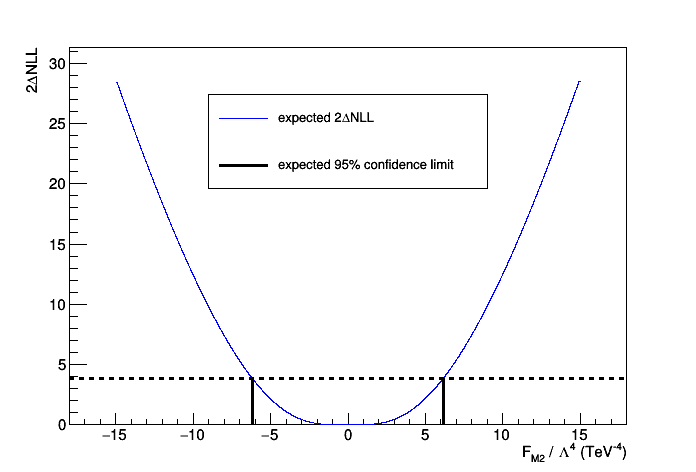 2ΔNLL
30
25
20
15
10
5
0
expected 2ΔNLL
expected 95% confidence limit
−15 −10 −5 0 5 10 15
F_M2 / Λ^4 (TeV^-4)